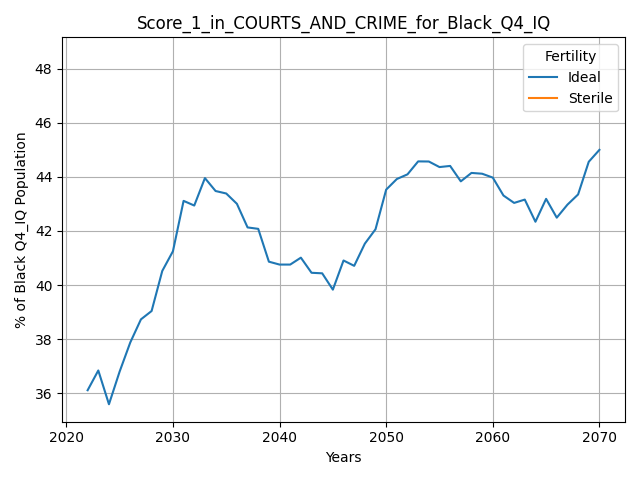 Score_1_in_COURTS_AND_CRIME_for_Black_Q4_IQ
Fertility
Ideal
Sterile
% of Black Q4_IQ Population
48
46
44
42
40
38
36
2020
2030
2040
2050
2060
2070
Years